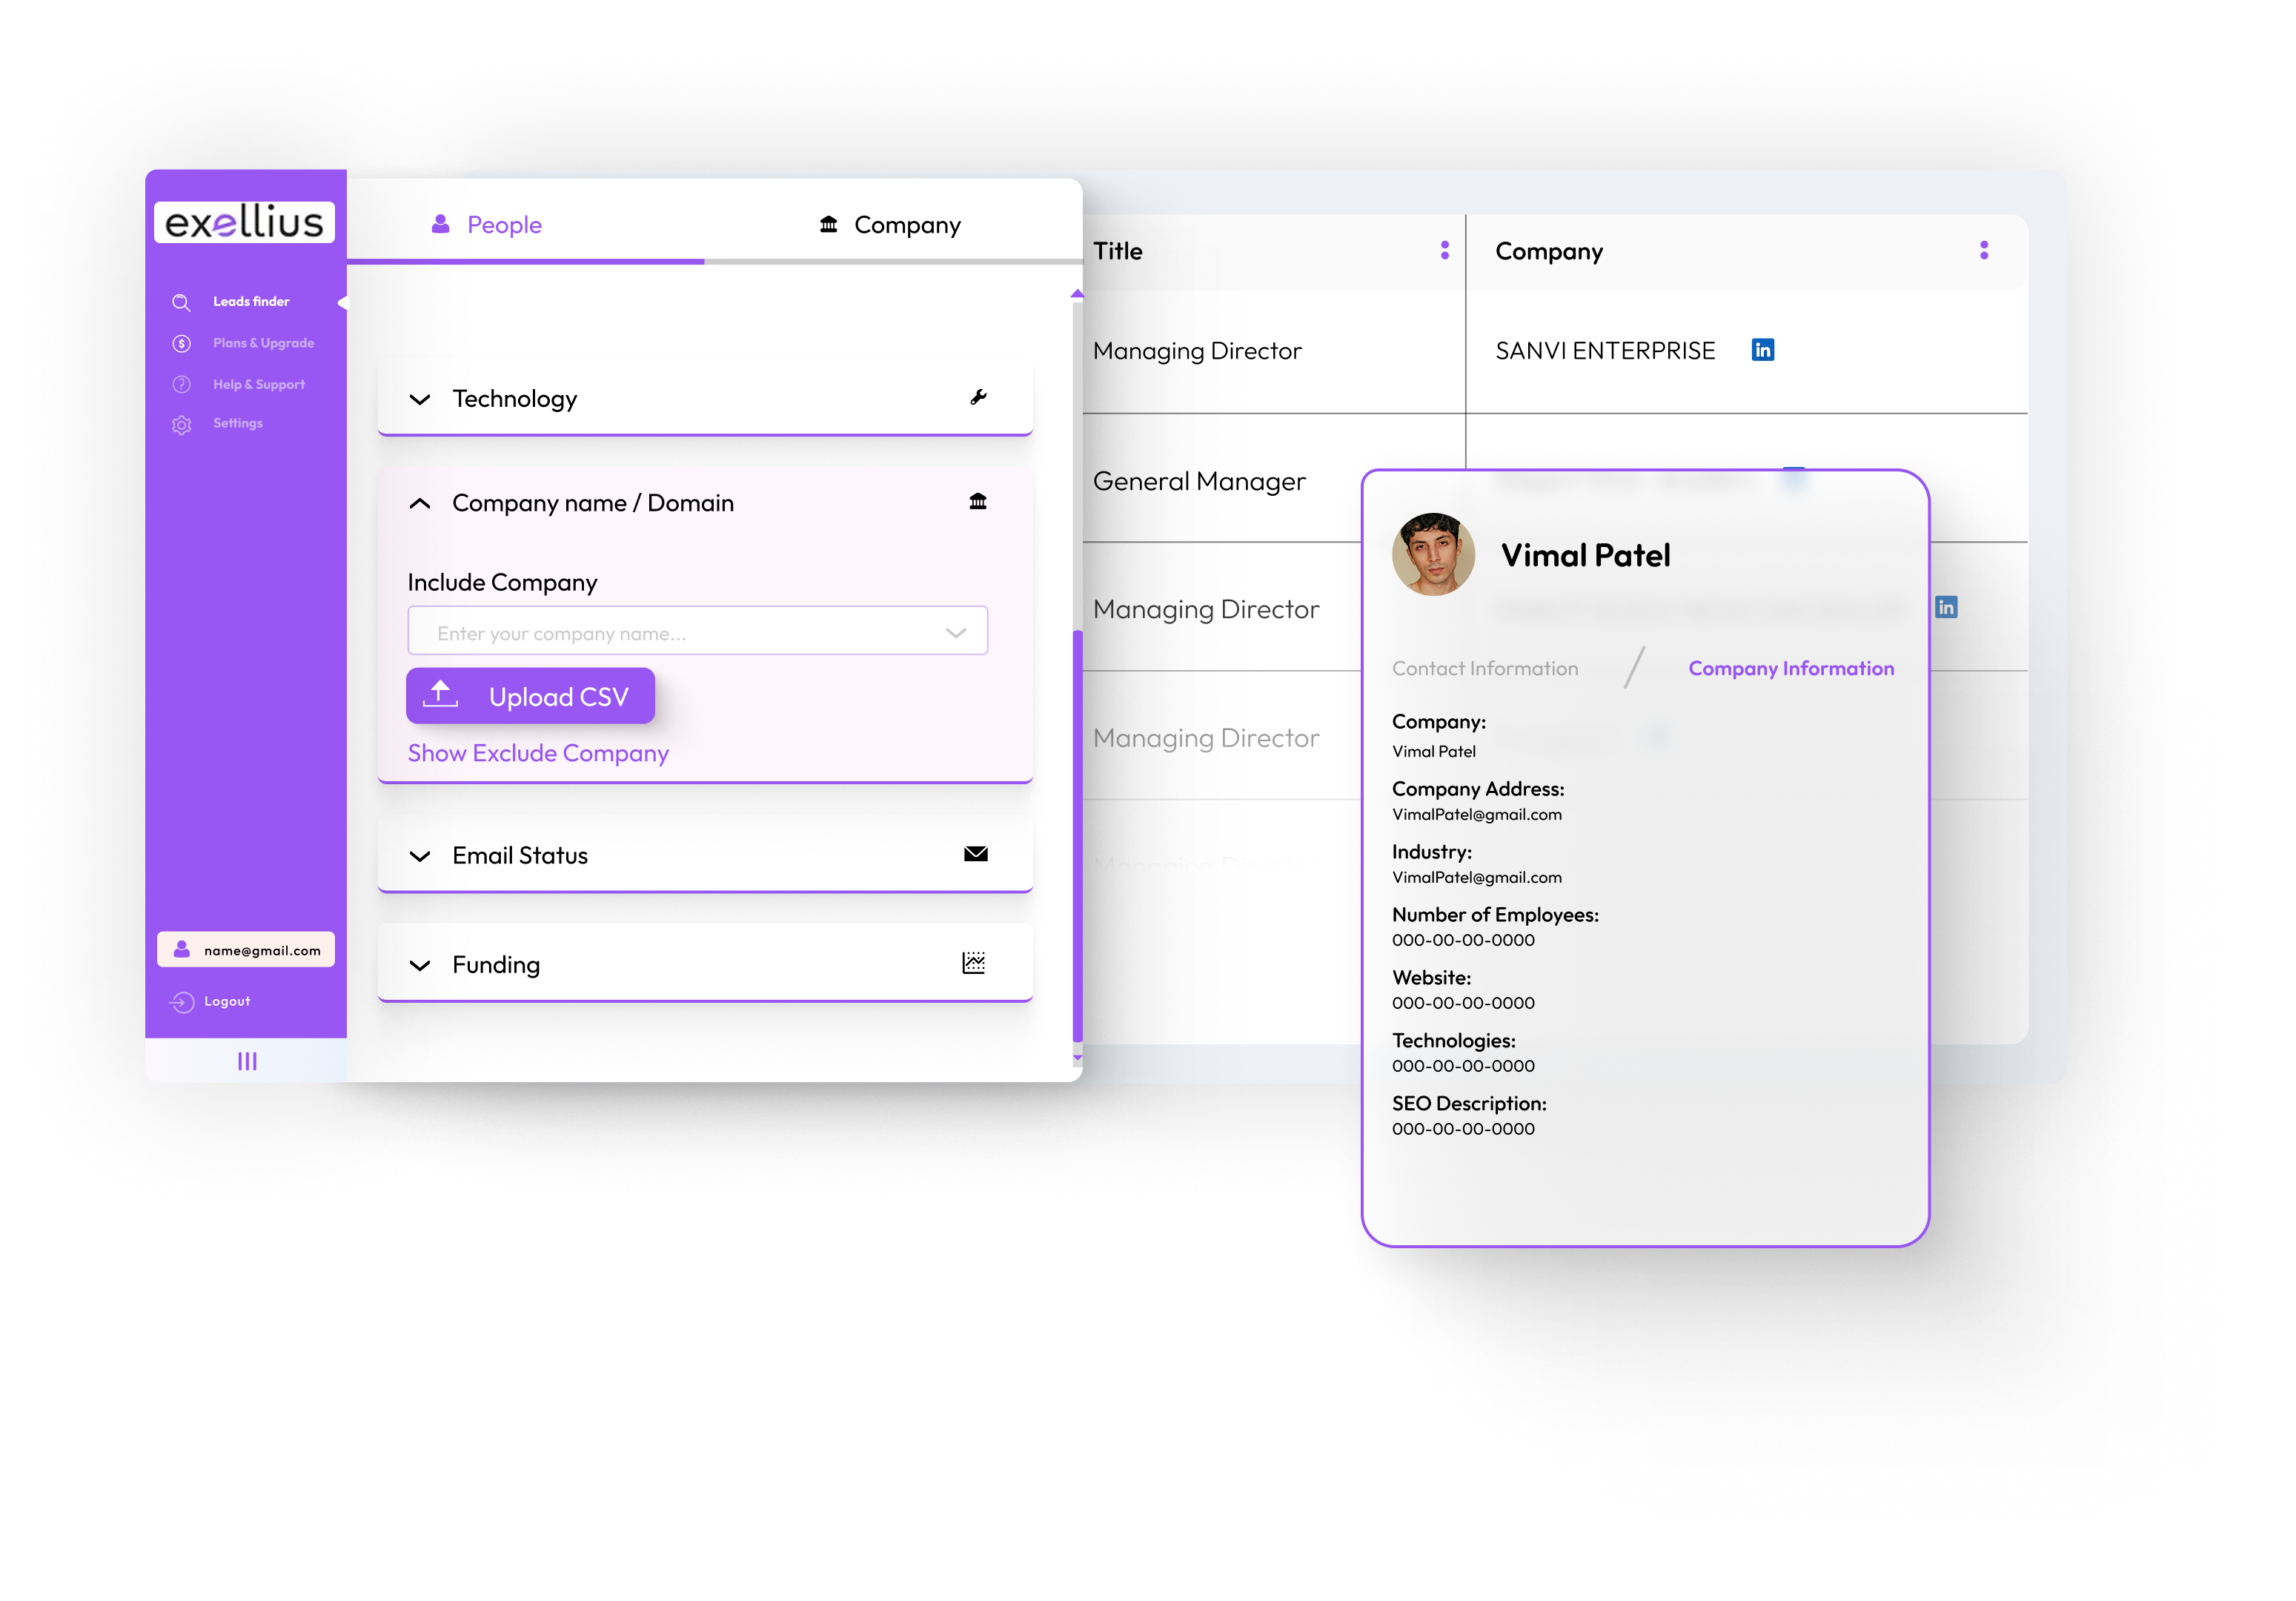 exellius
Leads finder
Plans & Upgrade
Help & Support
Settings
name@gmail.com
Logout
People
Company
Technology
Company name / Domain
Include Company
Enter your company name...
Upload CSV
Show Exclude Company
Email Status
Funding
Title
Company
Managing Director
SANVI ENTERPRISE
in
General Manager
Managing Director
in
Managing Director
Managing Director
Vimal Patel
Contact Information / Company Information
Company:
Vimal Patel
Company Address:
VimalPatel@gmail.com
Industry:
VimalPatel@gmail.com
Number of Employees:
000-00-00-0000
Website:
000-00-00-0000
Technologies:
000-00-00-0000
SEO Description:
000-00-00-0000